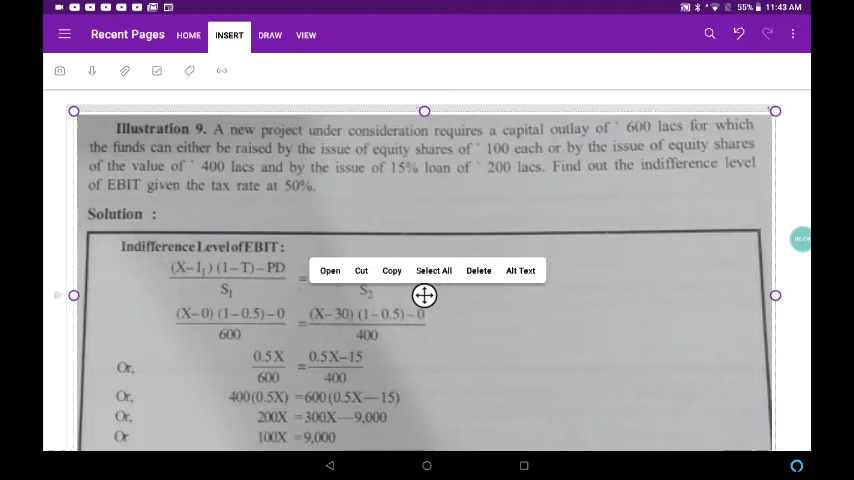 55% 11:43 AM
Recent Pages HOME INSERT DRAW VIEW
Illustration 9. A new project under consideration requires a capital outlay of ` 600 lacs for which
the funds can either be raised by the issue of equity shares of ` 100 each or by the issue of equity shares
of the value of ` 400 lacs and by the issue of 15% loan of ` 200 lacs. Find out the indifference level
of EBIT given the tax rate at 50%.
Solution :
Indifference Level of EBIT :
Open Cut Copy Select All Delete Alt Text
(X–I₁) (1–T)–PD
=
S₁ S₂
(X–0) (1–0.5)–0 = (X–30) (1–0.5)–0
600 400
Or, 0.5X = 0.5X–15
600 400
Or, 400(0.5X) =600(0.5X—15)
Or, 200X =300X—9,000
Or 100X =9,000